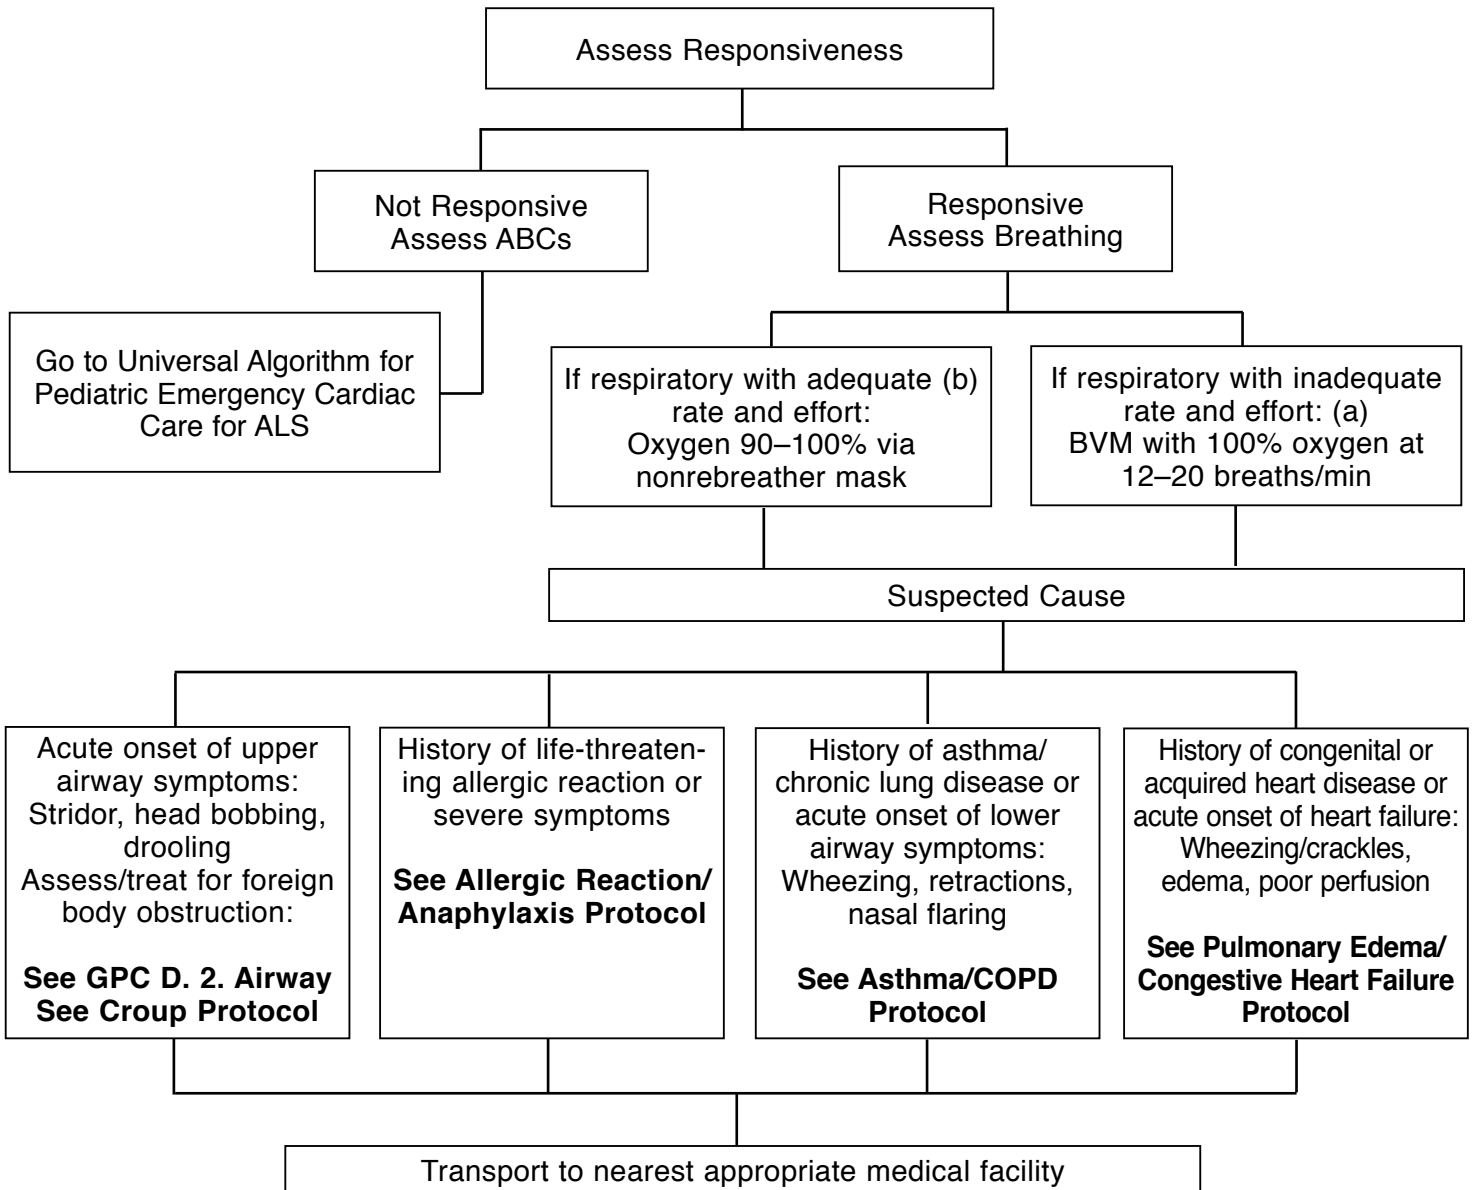 Assess Responsiveness
Not Responsive
Assess ABCs
Responsive
Assess Breathing
Go to Universal Algorithm for
Pediatric Emergency Cardiac
Care for ALS
If respiratory with adequate (b)
rate and effort:
Oxygen 90–100% via
nonrebreather mask
If respiratory with inadequate
rate and effort: (a)
BVM with 100% oxygen at
12–20 breaths/min
Suspected Cause
Acute onset of upper
airway symptoms:
Stridor, head bobbing,
drooling
Assess/treat for foreign
body obstruction:
See GPC D. 2. Airway
See Croup Protocol
History of life-threaten-
ing allergic reaction or
severe symptoms
See Allergic Reaction/
Anaphylaxis Protocol
History of asthma/
chronic lung disease or
acute onset of lower
airway symptoms:
Wheezing, retractions,
nasal flaring
See Asthma/COPD
Protocol
History of congenital or
acquired heart disease or
acute onset of heart failure:
Wheezing/crackles,
edema, poor perfusion
See Pulmonary Edema/
Congestive Heart Failure
Protocol
Transport to nearest appropriate medical facility